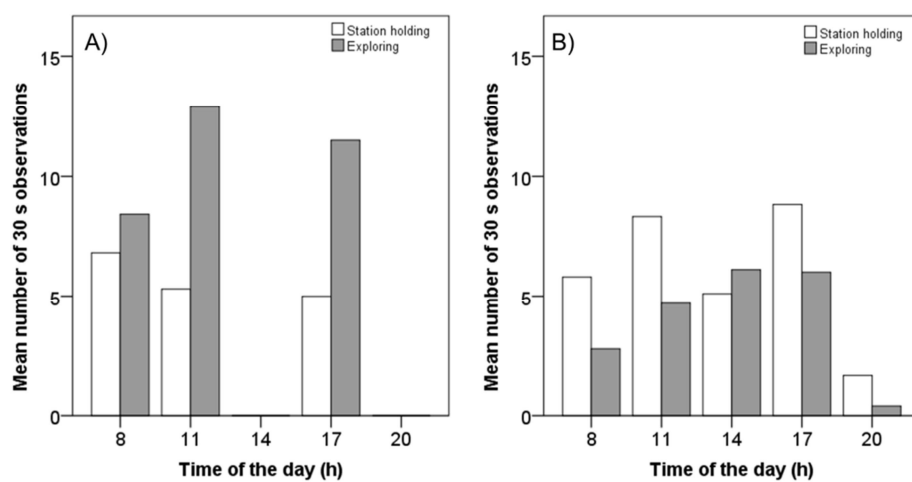 A)
Station holding
Exploring
15
10
5
0
Mean number of 30 s observations
8 11 14 17 20
Time of the day (h)
B)
Station holding
Exploring
15
10
5
0
Mean number of 30 s observations
8 11 14 17 20
Time of the day (h)